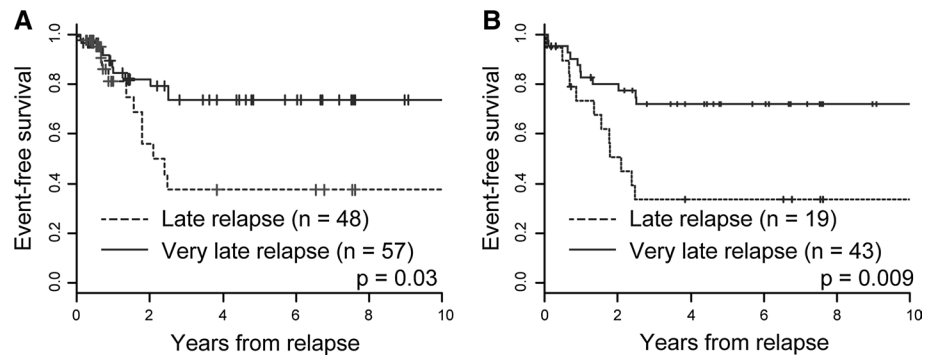 A
Event-free survival
1.0
0.8
0.6
0.4
0.2
0.0
Late relapse (n = 48)
Very late relapse (n = 57)
p = 0.03
0 2 4 6 8 10
Years from relapse
B
Event-free survival
1.0
0.8
0.6
0.4
0.2
0.0
Late relapse (n = 19)
Very late relapse (n = 43)
p = 0.009
0 2 4 6 8 10
Years from relapse